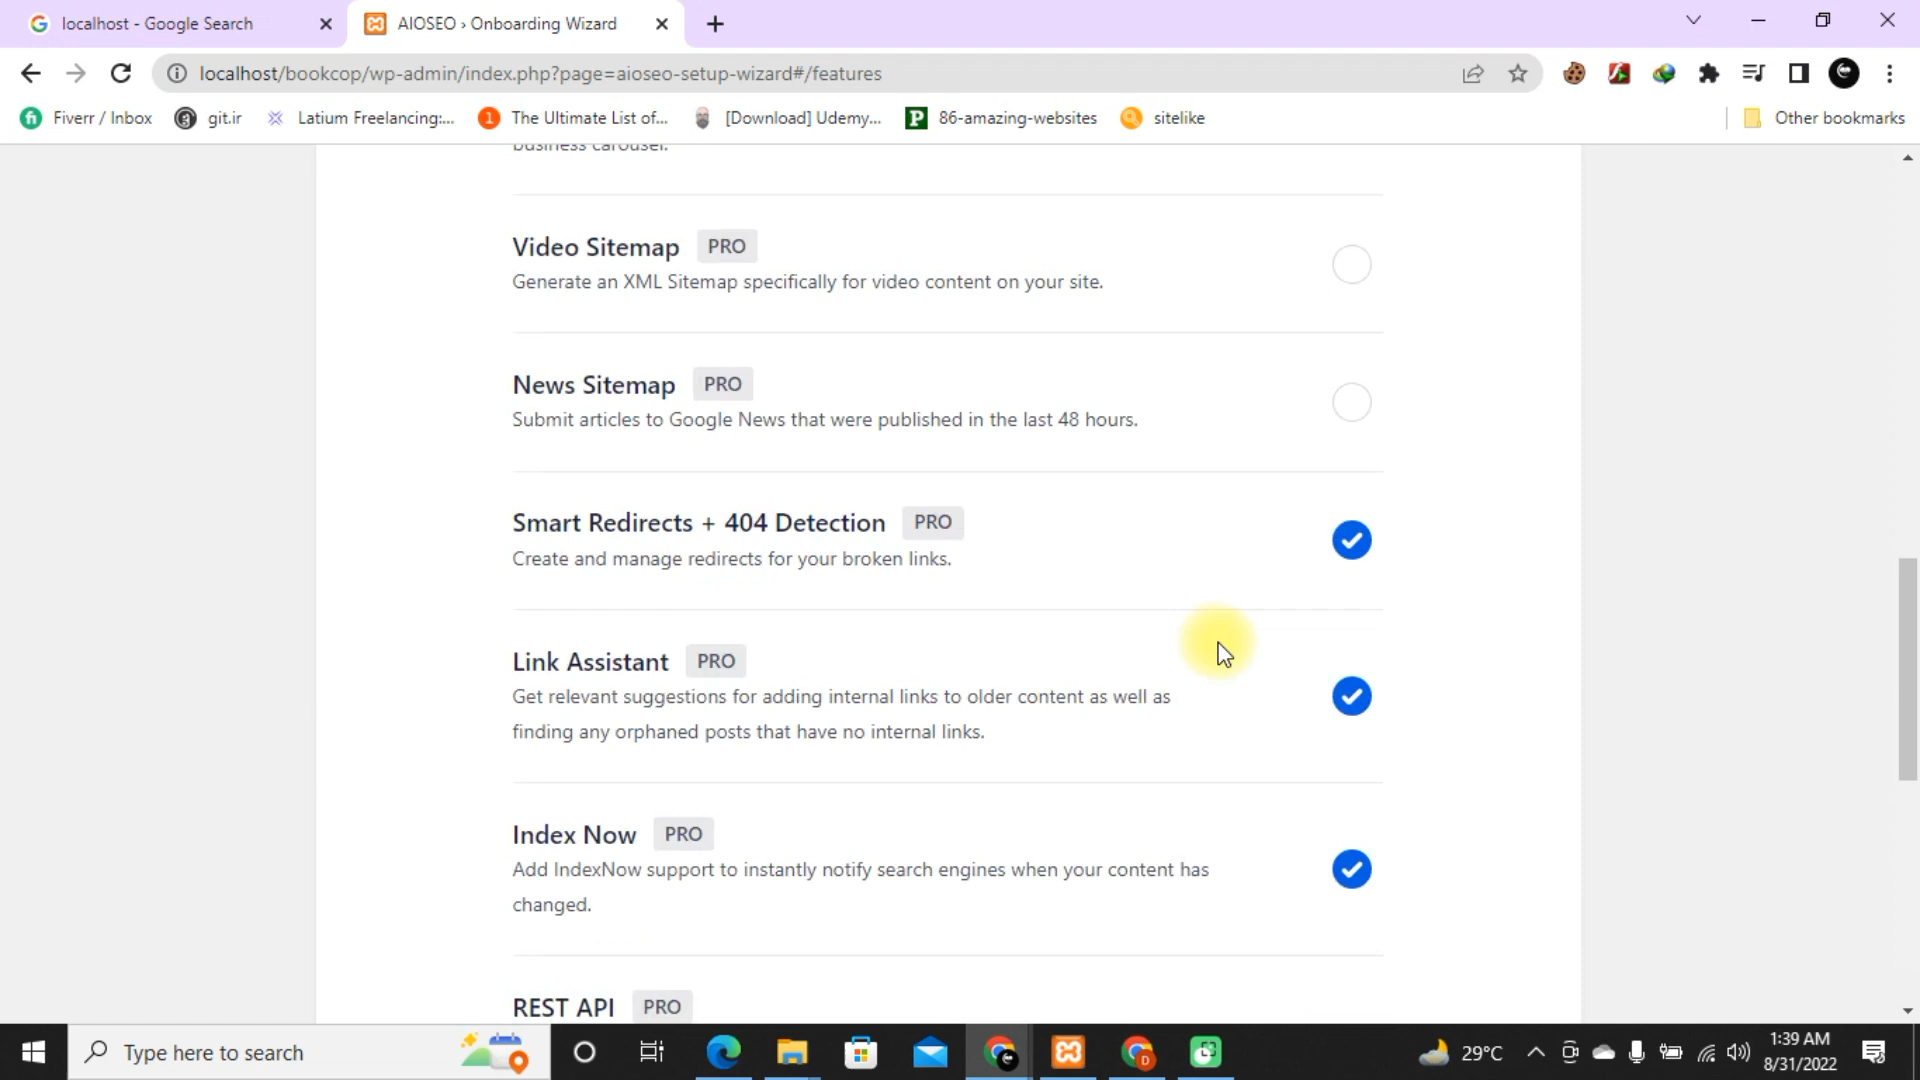 localhost - Google Search
AIOSEO › Onboarding Wizard
localhost/bookcop/wp-admin/index.php?page=aioseo-setup-wizard#/features
Fiverr / Inbox
git.ir
Latium Freelancing:...
The Ultimate List of...
[Download] Udemy...
86-amazing-websites
sitelike
Other bookmarks
business carousel.
Video Sitemap PRO
Generate an XML Sitemap specifically for video content on your site.
News Sitemap PRO
Submit articles to Google News that were published in the last 48 hours.
Smart Redirects + 404 Detection PRO
Create and manage redirects for your broken links.
Link Assistant PRO
Get relevant suggestions for adding internal links to older content as well as
finding any orphaned posts that have no internal links.
Index Now PRO
Add IndexNow support to instantly notify search engines when your content has
changed.
REST API PRO
Type here to search
29°C
1:39 AM
8/31/2022